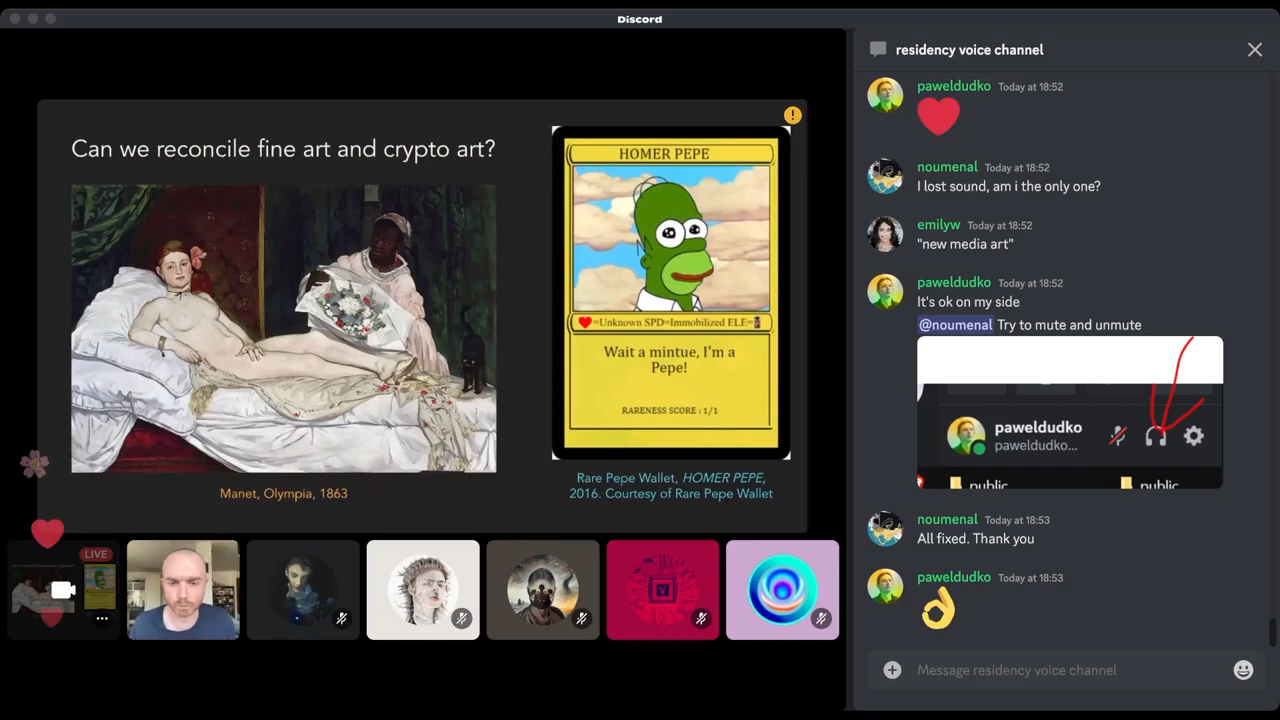 Discord
Can we reconcile fine art and crypto art?
HOMER PEPE
❤=Unknown SPD=Immobilized ELE=
Wait a mintue, I'm a
Pepe!
RARENESS SCORE : 1/1
Manet, Olympia, 1863
Rare Pepe Wallet, HOMER PEPE,
2016. Courtesy of Rare Pepe Wallet
LIVE
V
residency voice channel
paweldudko Today at 18:52
noumenal Today at 18:52
I lost sound, am i the only one?
emilyw Today at 18:52
"new media art"
paweldudko Today at 18:52
It's ok on my side
@noumenal Try to mute and unmute
paweldudko
paweldudko...
public
public
noumenal Today at 18:53
All fixed. Thank you
paweldudko Today at 18:53
Message residency voice channel